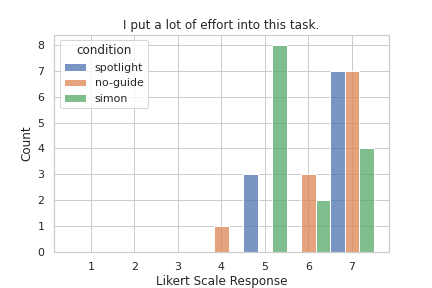 I put a lot of effort into this task.
condition
spotlight
no-guide
simon
8
7
6
5
4
3
2
1
0
Count
1 2 3 4 5 6 7
Likert Scale Response